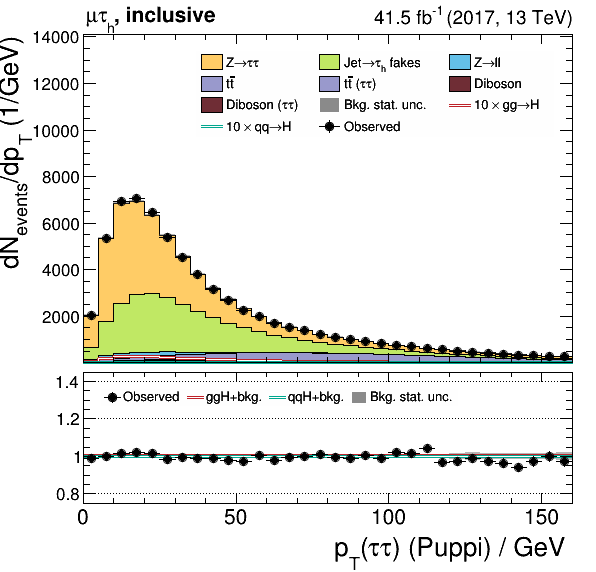 μτh, inclusive 41.5 fb⁻¹ (2017, 13 TeV)
dN_events/dp_T (1/GeV)
14000
12000
10000
8000
6000
4000
2000
Z→ττ Jet→τh fakes Z→ll
tt̄ tt̄ (ττ) Diboson
Diboson (ττ) Bkg. stat. unc. 10×gg→H
10×qq→H Observed
1.4
1.2
1
0.8
Observed ggH+bkg. qqH+bkg. Bkg. stat. unc.
0 50 100 150
p_T(ττ) (Puppi) / GeV